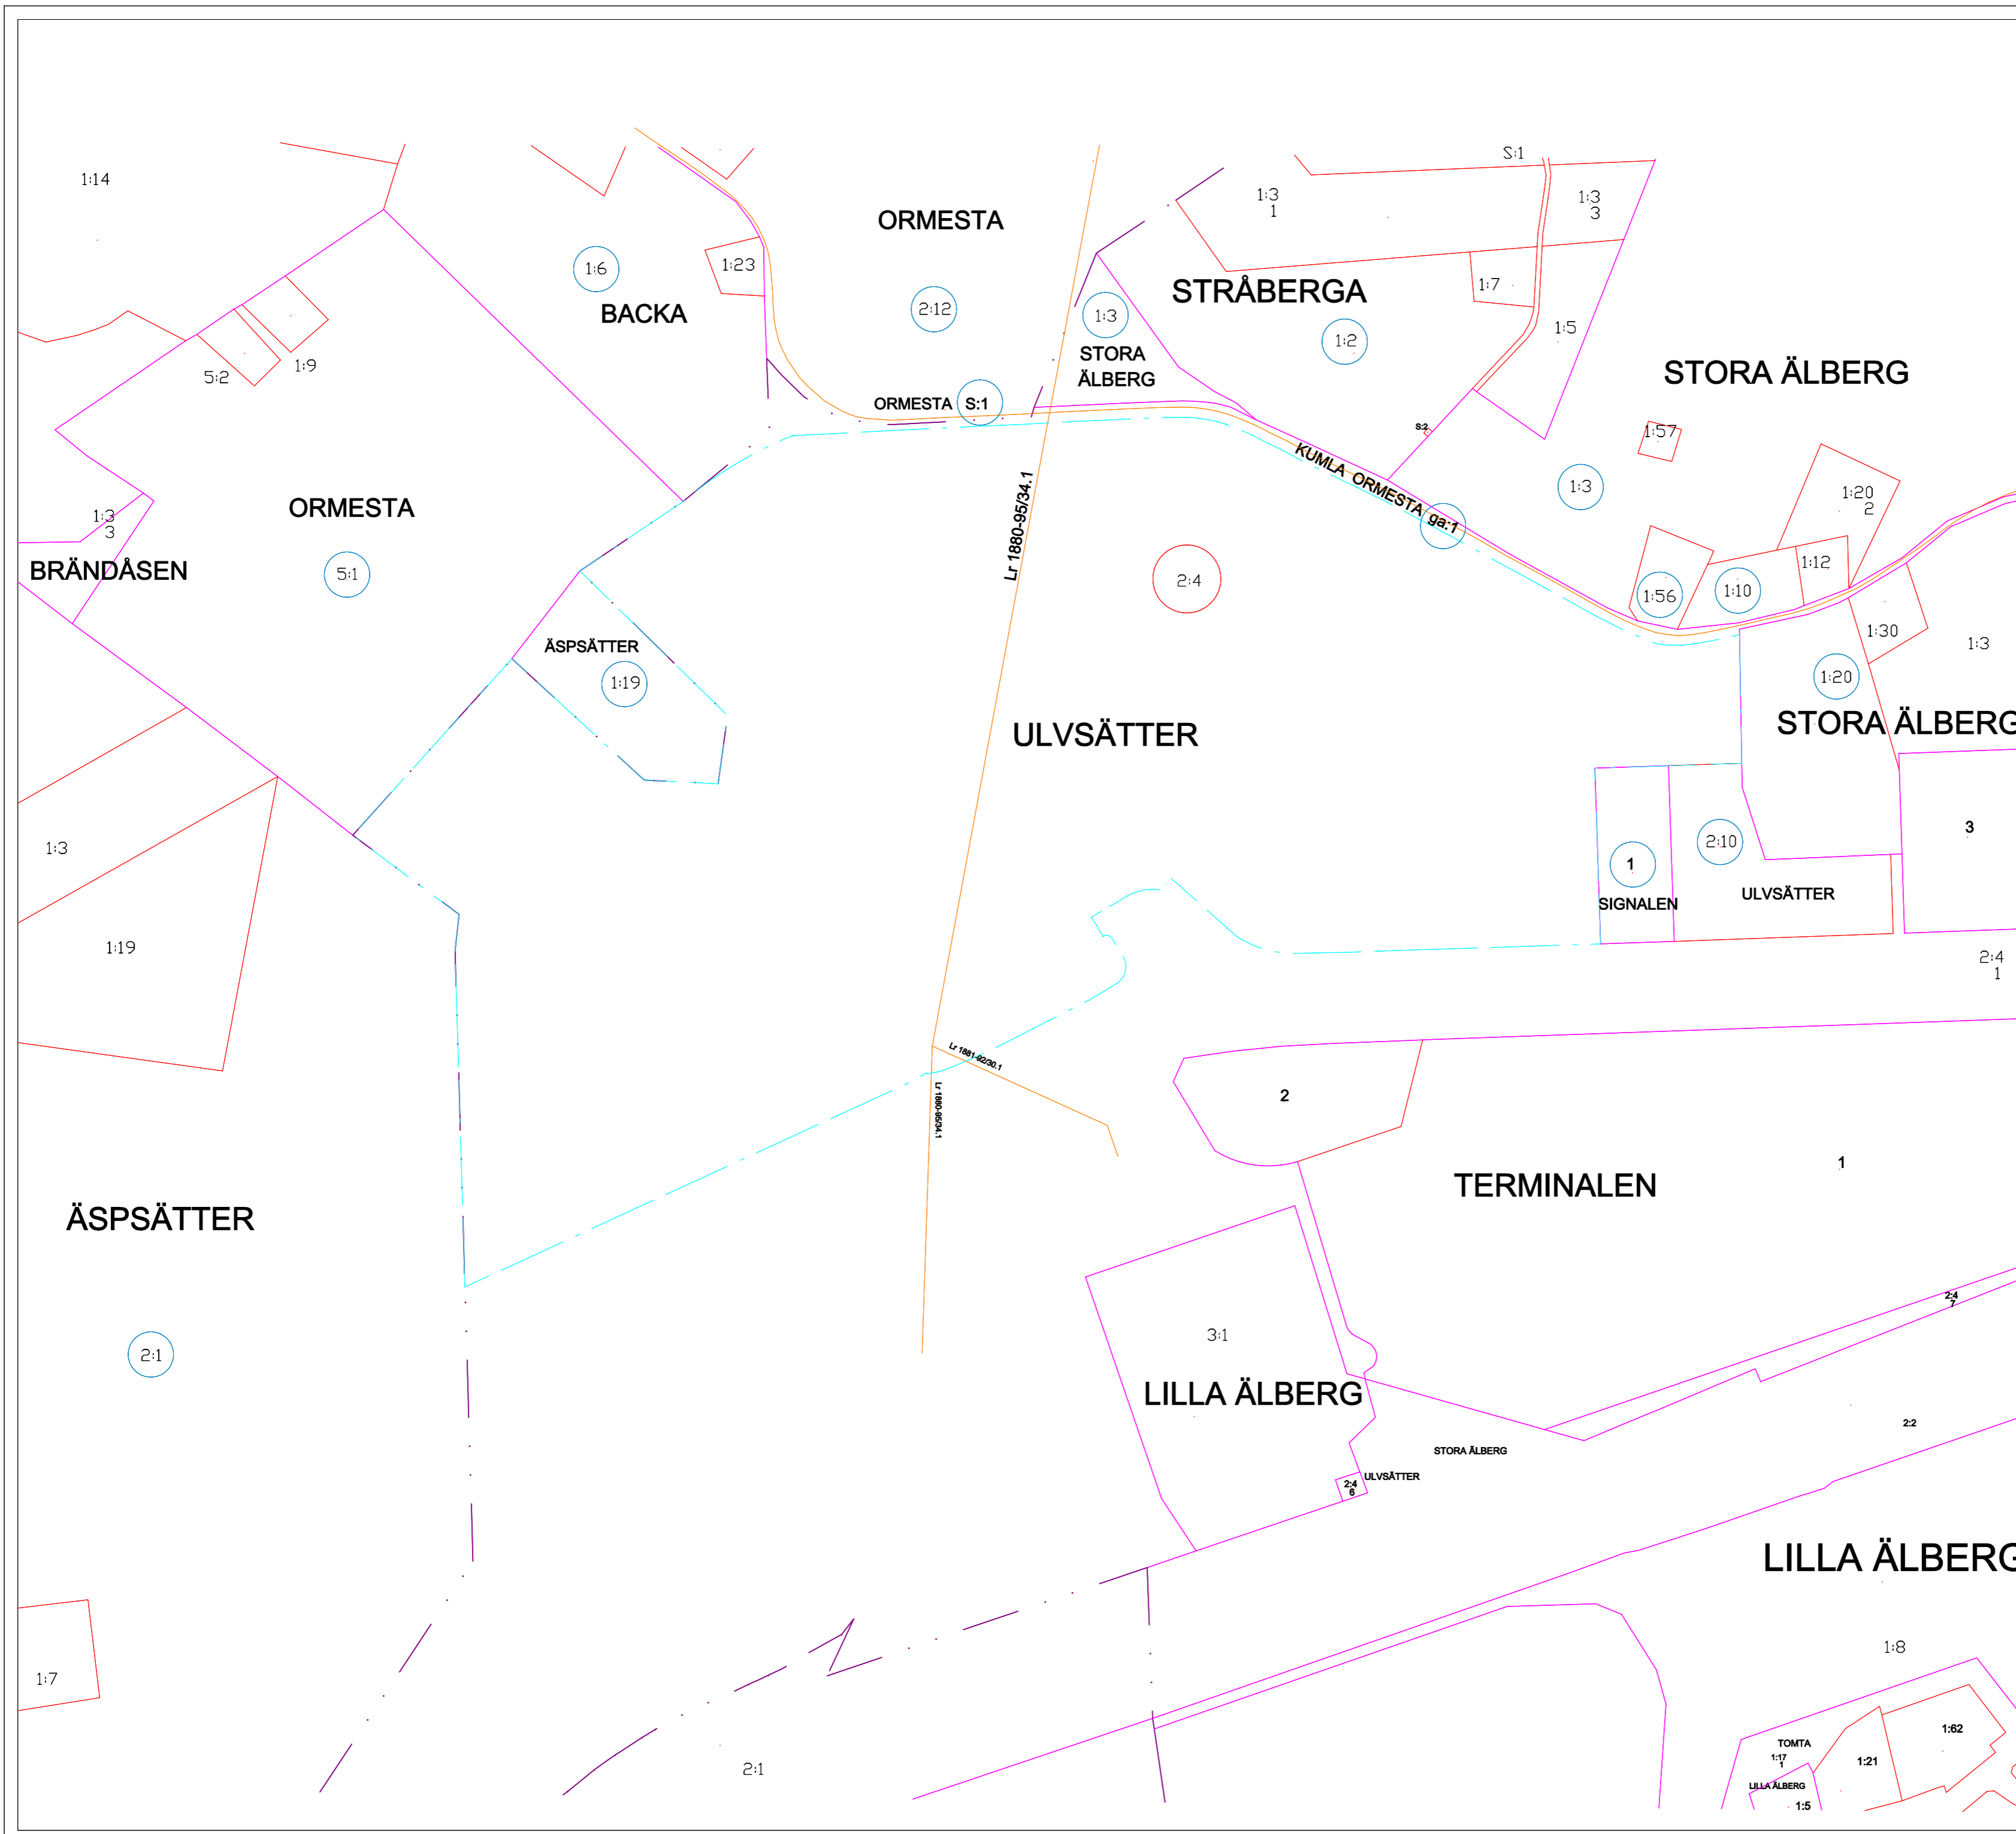 S:1
1:14
1:3
1
1:3
3
ORMESTA
1:6
1:23
1:7
STRÅBERGA
BACKA
2:12
1:3
1:5
1:2
STORA
ÄLBERG
1:9
5:2
STORA ÄLBERG
ORMESTA S:1
S:2
1:57
KUMLA ORMESTA ga:1
1:3
1:20
2
ORMESTA
1:3
3
Lr 1880-95/34.1
BRÄNDÅSEN
5:1
2:4
1:56
1:10
1:12
1:30
1:3
ÄSPSÄTTER
1:19
1:20
ULVSÄTTER
STORA ÄLBERG
1:3
3
2:10
1
SIGNALEN
ULVSÄTTER
1:19
2:4
1
Lr 1881-92/30.1
Lr 1880-95/34.1
2
1
TERMINALEN
ÄSPSÄTTER
2:4
7
3:1
2:1
LILLA ÄLBERG
2:2
STORA ÄLBERG
ULVSÄTTER
2:4
6
LILLA ÄLBERG
1:8
1:7
1:62
TOMTA
1:17
1
1:21
2:1
LILLA ÄLBERG
1:5